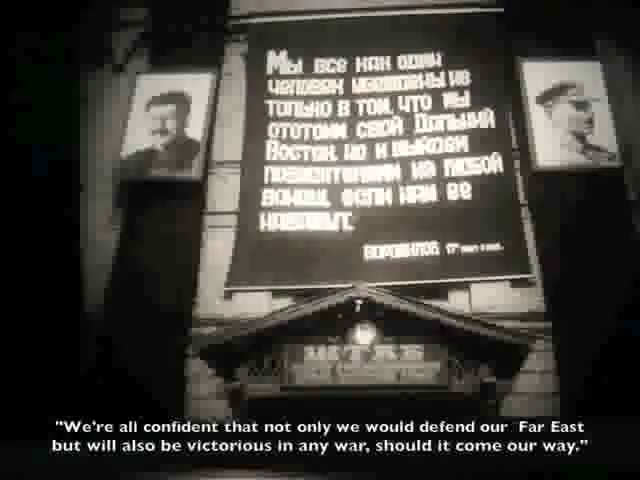 Мы все как один
человек уверены не
только в том, что мы
отстоим свой Дальний
Восток, но и выйдем
победителями из любой
войны, если нам ее
навяжут.
ВОРОШИЛОВ 17
ШТАБ
"We're all confident that not only we would defend our Far East
but will also be victorious in any war, should it come our way."